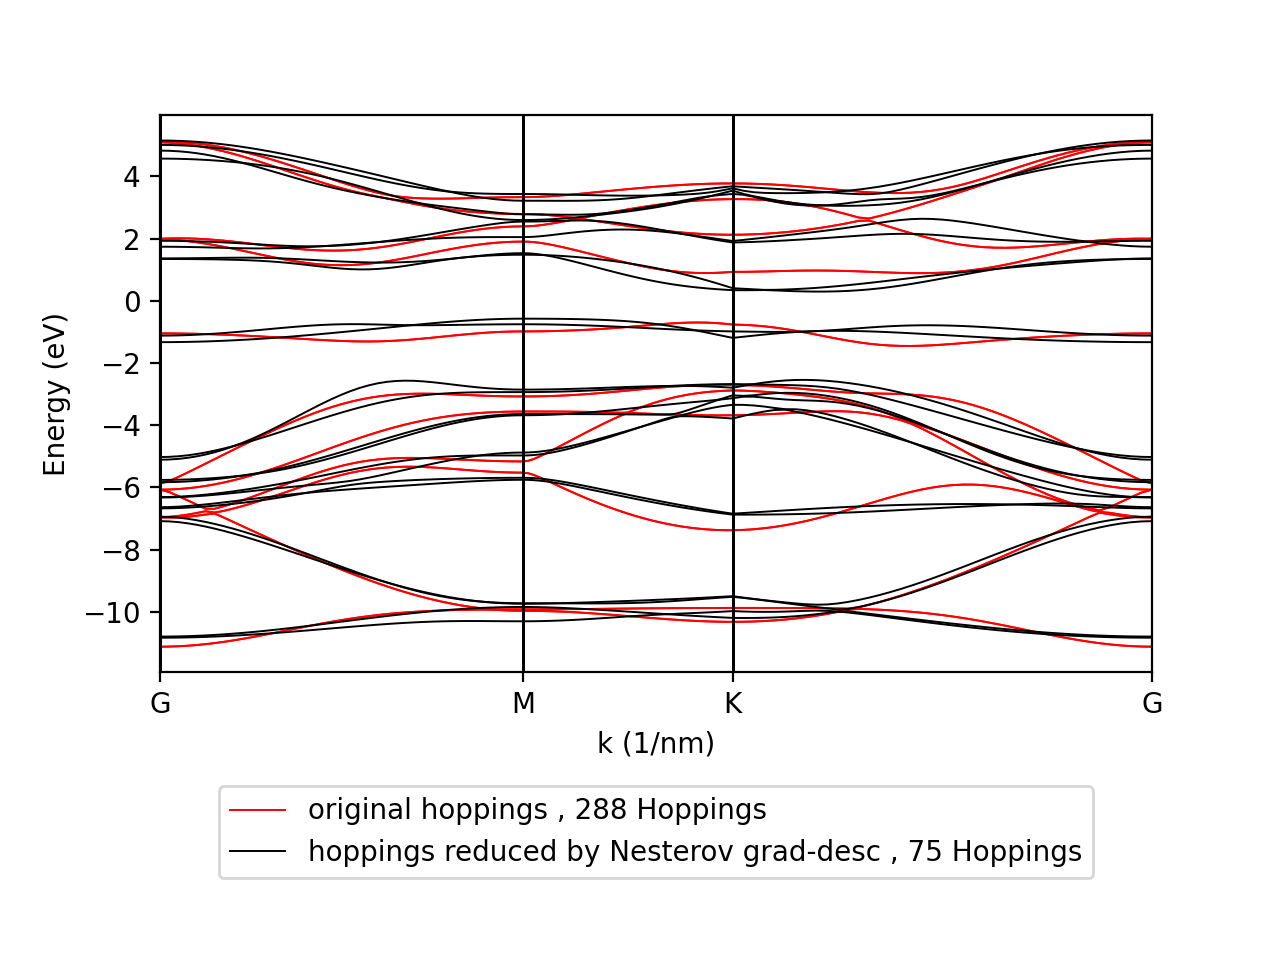 4
2
0
−2
−4
−6
−8
−10
Energy (eV)
G M K G
k (1/nm)
original hoppings , 288 Hoppings
hoppings reduced by Nesterov grad-desc , 75 Hoppings